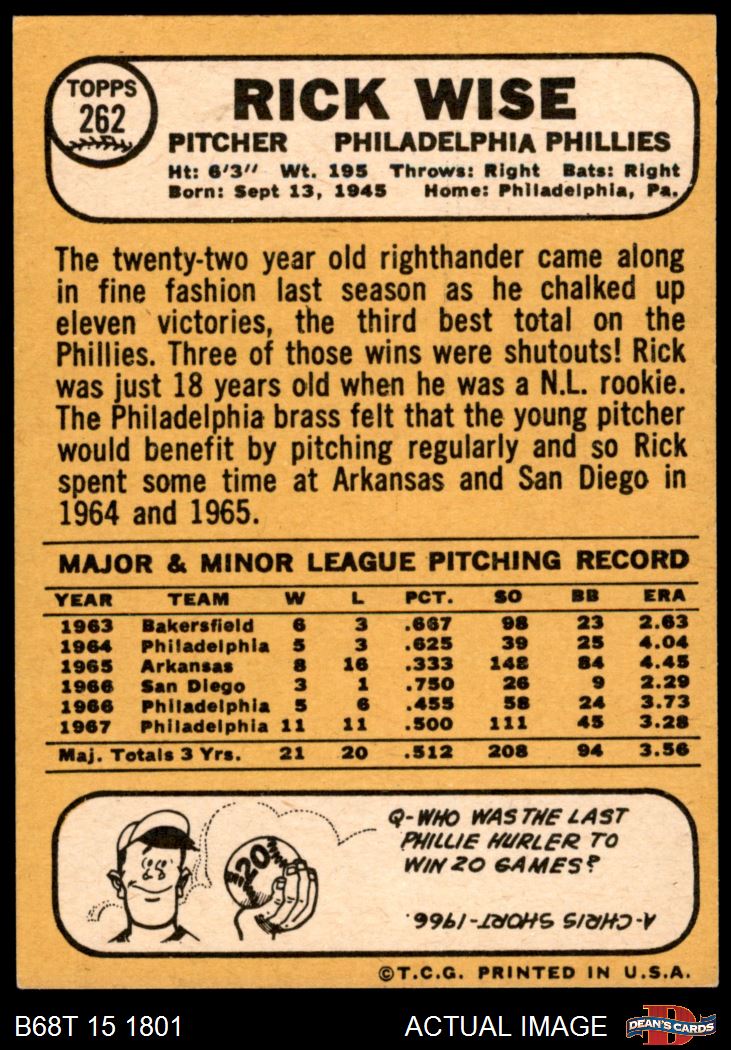 TOPPS
262
RICK WISE
PITCHER PHILADELPHIA PHILLIES
Ht: 6'3" Wt. 195 Throws: Right Bats: Right
Born: Sept 13, 1945 Home: Philadelphia, Pa.
The twenty-two year old righthander came along
in fine fashion last season as he chalked up
eleven victories, the third best total on the
Phillies. Three of those wins were shutouts! Rick
was just 18 years old when he was a N.L. rookie.
The Philadelphia brass felt that the young pitcher
would benefit by pitching regularly and so Rick
spent some time at Arkansas and San Diego in
1964 and 1965.
MAJOR & MINOR LEAGUE PITCHING RECORD
YEAR TEAM W L PCT. SO BB ERA
1963 Bakersfield 6 3 .667 98 23 2.63
1964 Philadelphia 5 3 .625 39 25 4.04
1965 Arkansas 8 16 .333 148 84 4.45
1966 San Diego 3 1 .750 26 9 2.29
1966 Philadelphia 5 6 .455 58 24 3.73
1967 Philadelphia 11 11 .500 111 45 3.28
Maj. Totals 3 Yrs. 21 20 .512 208 94 3.56
20
Q-WHO WAS THE LAST
PHILLIE HURLER TO
WIN 20 GAMES?
A-CHRIS SHORT-1966.
©T.C.G. PRINTED IN U.S.A.
B68T 15 1801 ACTUAL IMAGE
D
DEAN'S CARDS